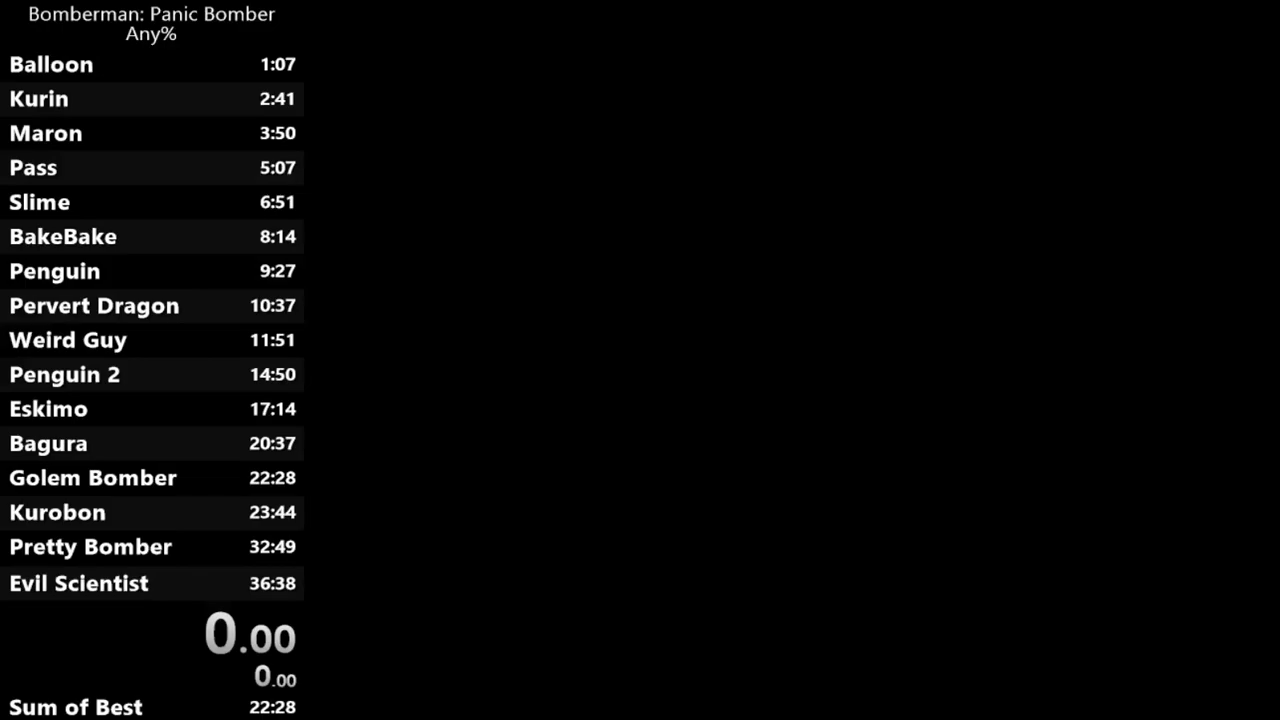 Bomberman: Panic Bomber
Any%
Balloon 1:07
Kurin 2:41
Maron 3:50
Pass 5:07
Slime 6:51
BakeBake 8:14
Penguin 9:27
Pervert Dragon 10:37
Weird Guy 11:51
Penguin 2 14:50
Eskimo 17:14
Bagura 20:37
Golem Bomber 22:28
Kurobon 23:44
Pretty Bomber 32:49
Evil Scientist 36:38
0.00
0.00
Sum of Best 22:28